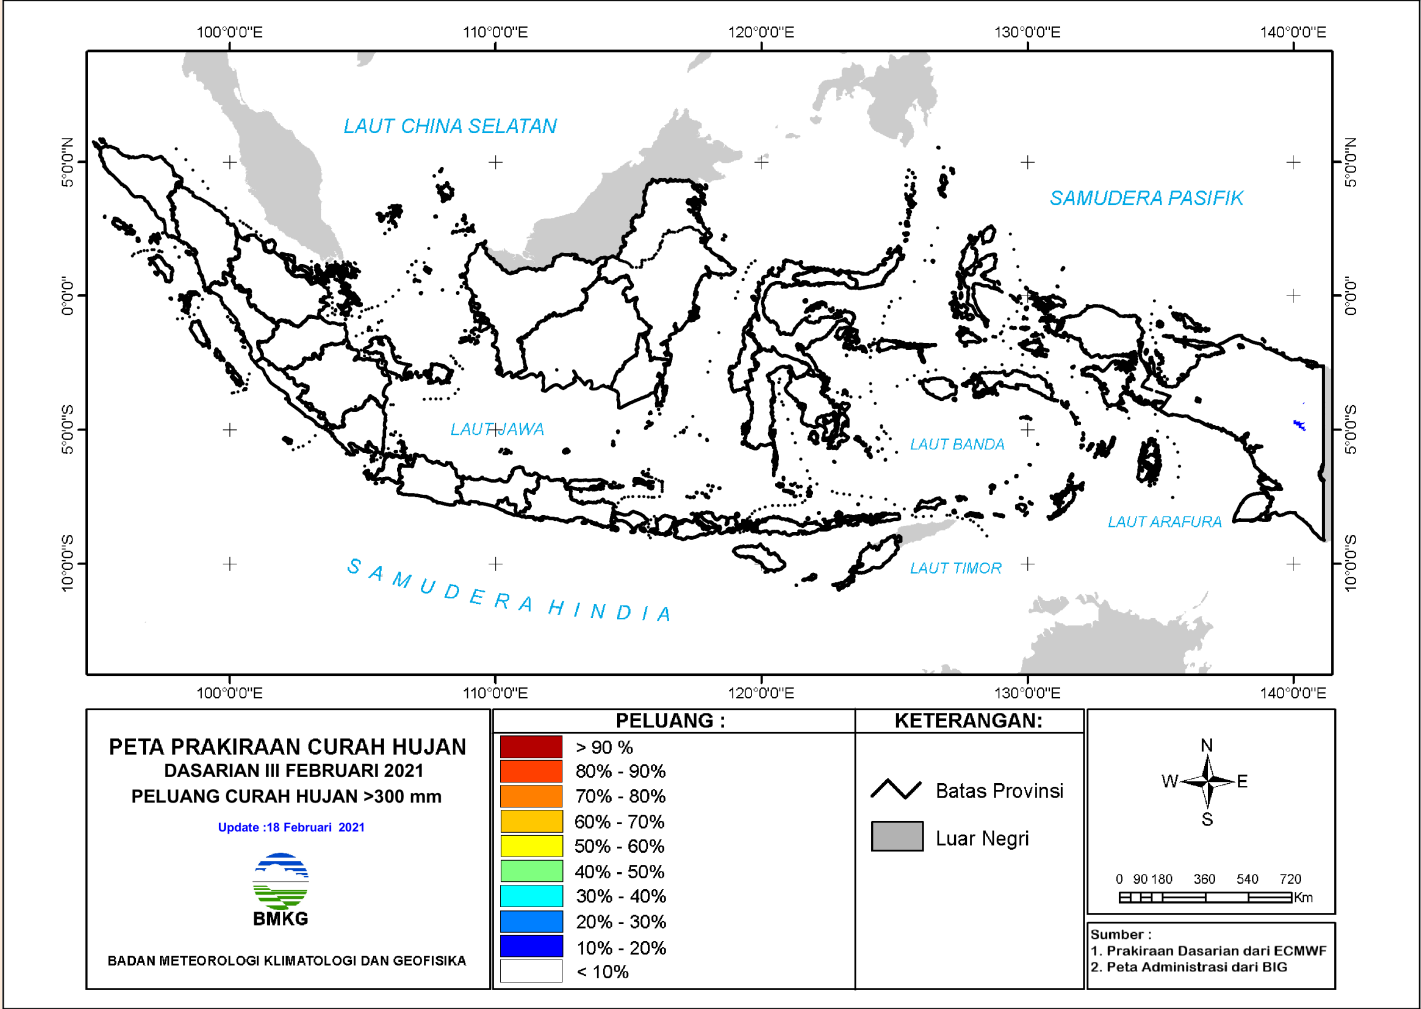 100°0'0"E 110°0'0"E 120°0'0"E 130°0'0"E 140°0'0"E
5°0'0"N 5°0'0"N
0°0'0" 0°0'0"
5°0'0"S 5°0'0"S
10°0'0"S 10°0'0"S
LAUT CHINA SELATAN
SAMUDERA PASIFIK
LAUT JAWA
LAUT BANDA
LAUT ARAFURA
LAUT TIMOR
SAMUDERA HINDIA
100°0'0"E 110°0'0"E 120°0'0"E 130°0'0"E 140°0'0"E
PETA PRAKIRAAN CURAH HUJAN
DASARIAN III FEBRUARI 2021
PELUANG CURAH HUJAN >300 mm
Update :18 Februari 2021
BMKG
BADAN METEOROLOGI KLIMATOLOGI DAN GEOFISIKA
PELUANG :
> 90 %
80% - 90%
70% - 80%
60% - 70%
50% - 60%
40% - 50%
30% - 40%
20% - 30%
10% - 20%
< 10%
KETERANGAN:
Batas Provinsi
Luar Negri
N
W E
S
0 90 180 360 540 720
Km
Sumber :
1. Prakiraan Dasarian dari ECMWF
2. Peta Administrasi dari BIG